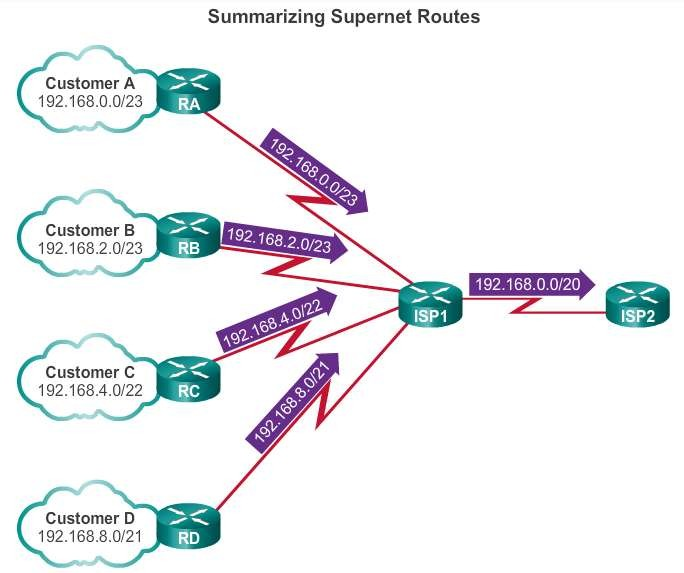 Summarizing Supernet Routes
Customer A
192.168.0.0/23
RA
192.168.0.0/23
Customer B
192.168.2.0/23
RB
192.168.2.0/23
Customer C
192.168.4.0/22
RC
192.168.4.0/22
Customer D
192.168.8.0/21
RD
192.168.8.0/21
ISP1
192.168.0.0/20
ISP2